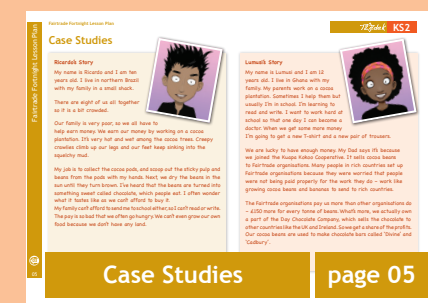 Fairtrade Fortnight Lesson Plan
KS2
Fairtrade Fortnight Lesson Plan
Case Studies
Ricardo's Story
My name is Ricardo and I am ten
years old. I live in northern Brazil
with my family in a small shack.
There are eight of us all together
so it is a bit crowded.
Our family is very poor, so we all have to
help earn money. We earn our money by working on a cocoa
plantation. It's very hot and wet among the cocoa trees. Creepy
crawlies climb up our legs and our feet keep sinking into the
squelchy mud.
My job is to collect the cocoa pods, and scoop out the sticky pulp and
beans from the pods with my hands. Next, we dry the beans in the
sun until they turn brown. I've heard that the beans are turned into
something sweet called chocolate, which people eat. I often wonder
what it tastes like as we can't afford to buy it.
My family can't afford to send me to school either, so I can't read or write.
The pay is so bad that we often go hungry. We can't even grow our own
food because we don't have any land.
Lumusi's Story
My name is Lumusi and I am 12
years old. I live in Ghana with my
family. My parents work on a cocoa
plantation. Sometimes I help them but
usually I'm in school. I'm learning to
read and write. I want to work hard at
school so that one day I can become a
doctor. When we get some more money
I'm going to get a new T-shirt and a new pair of trousers.
We are lucky to have enough money. My Dad says it's because
we joined the Kuapa Kokoo Cooperative. It sells cocoa beans
to Fairtrade organisations. Many people in rich countries set up
Fairtrade organisations because they were worried that people
were not being paid properly for the work they do – work like
growing cocoa beans and bananas to send to rich countries.
The Fairtrade organisations pay us more than other organisations do
– £150 more for every tonne of beans. What's more, we actually own
a part of the Day Chocolate Company, which sells the chocolate to
other countries like the UK and Ireland. So we get a share of the profits.
Our cocoa beans are used to make chocolate bars called 'Divine' and
'Dubble'.
Case Studies
page 05